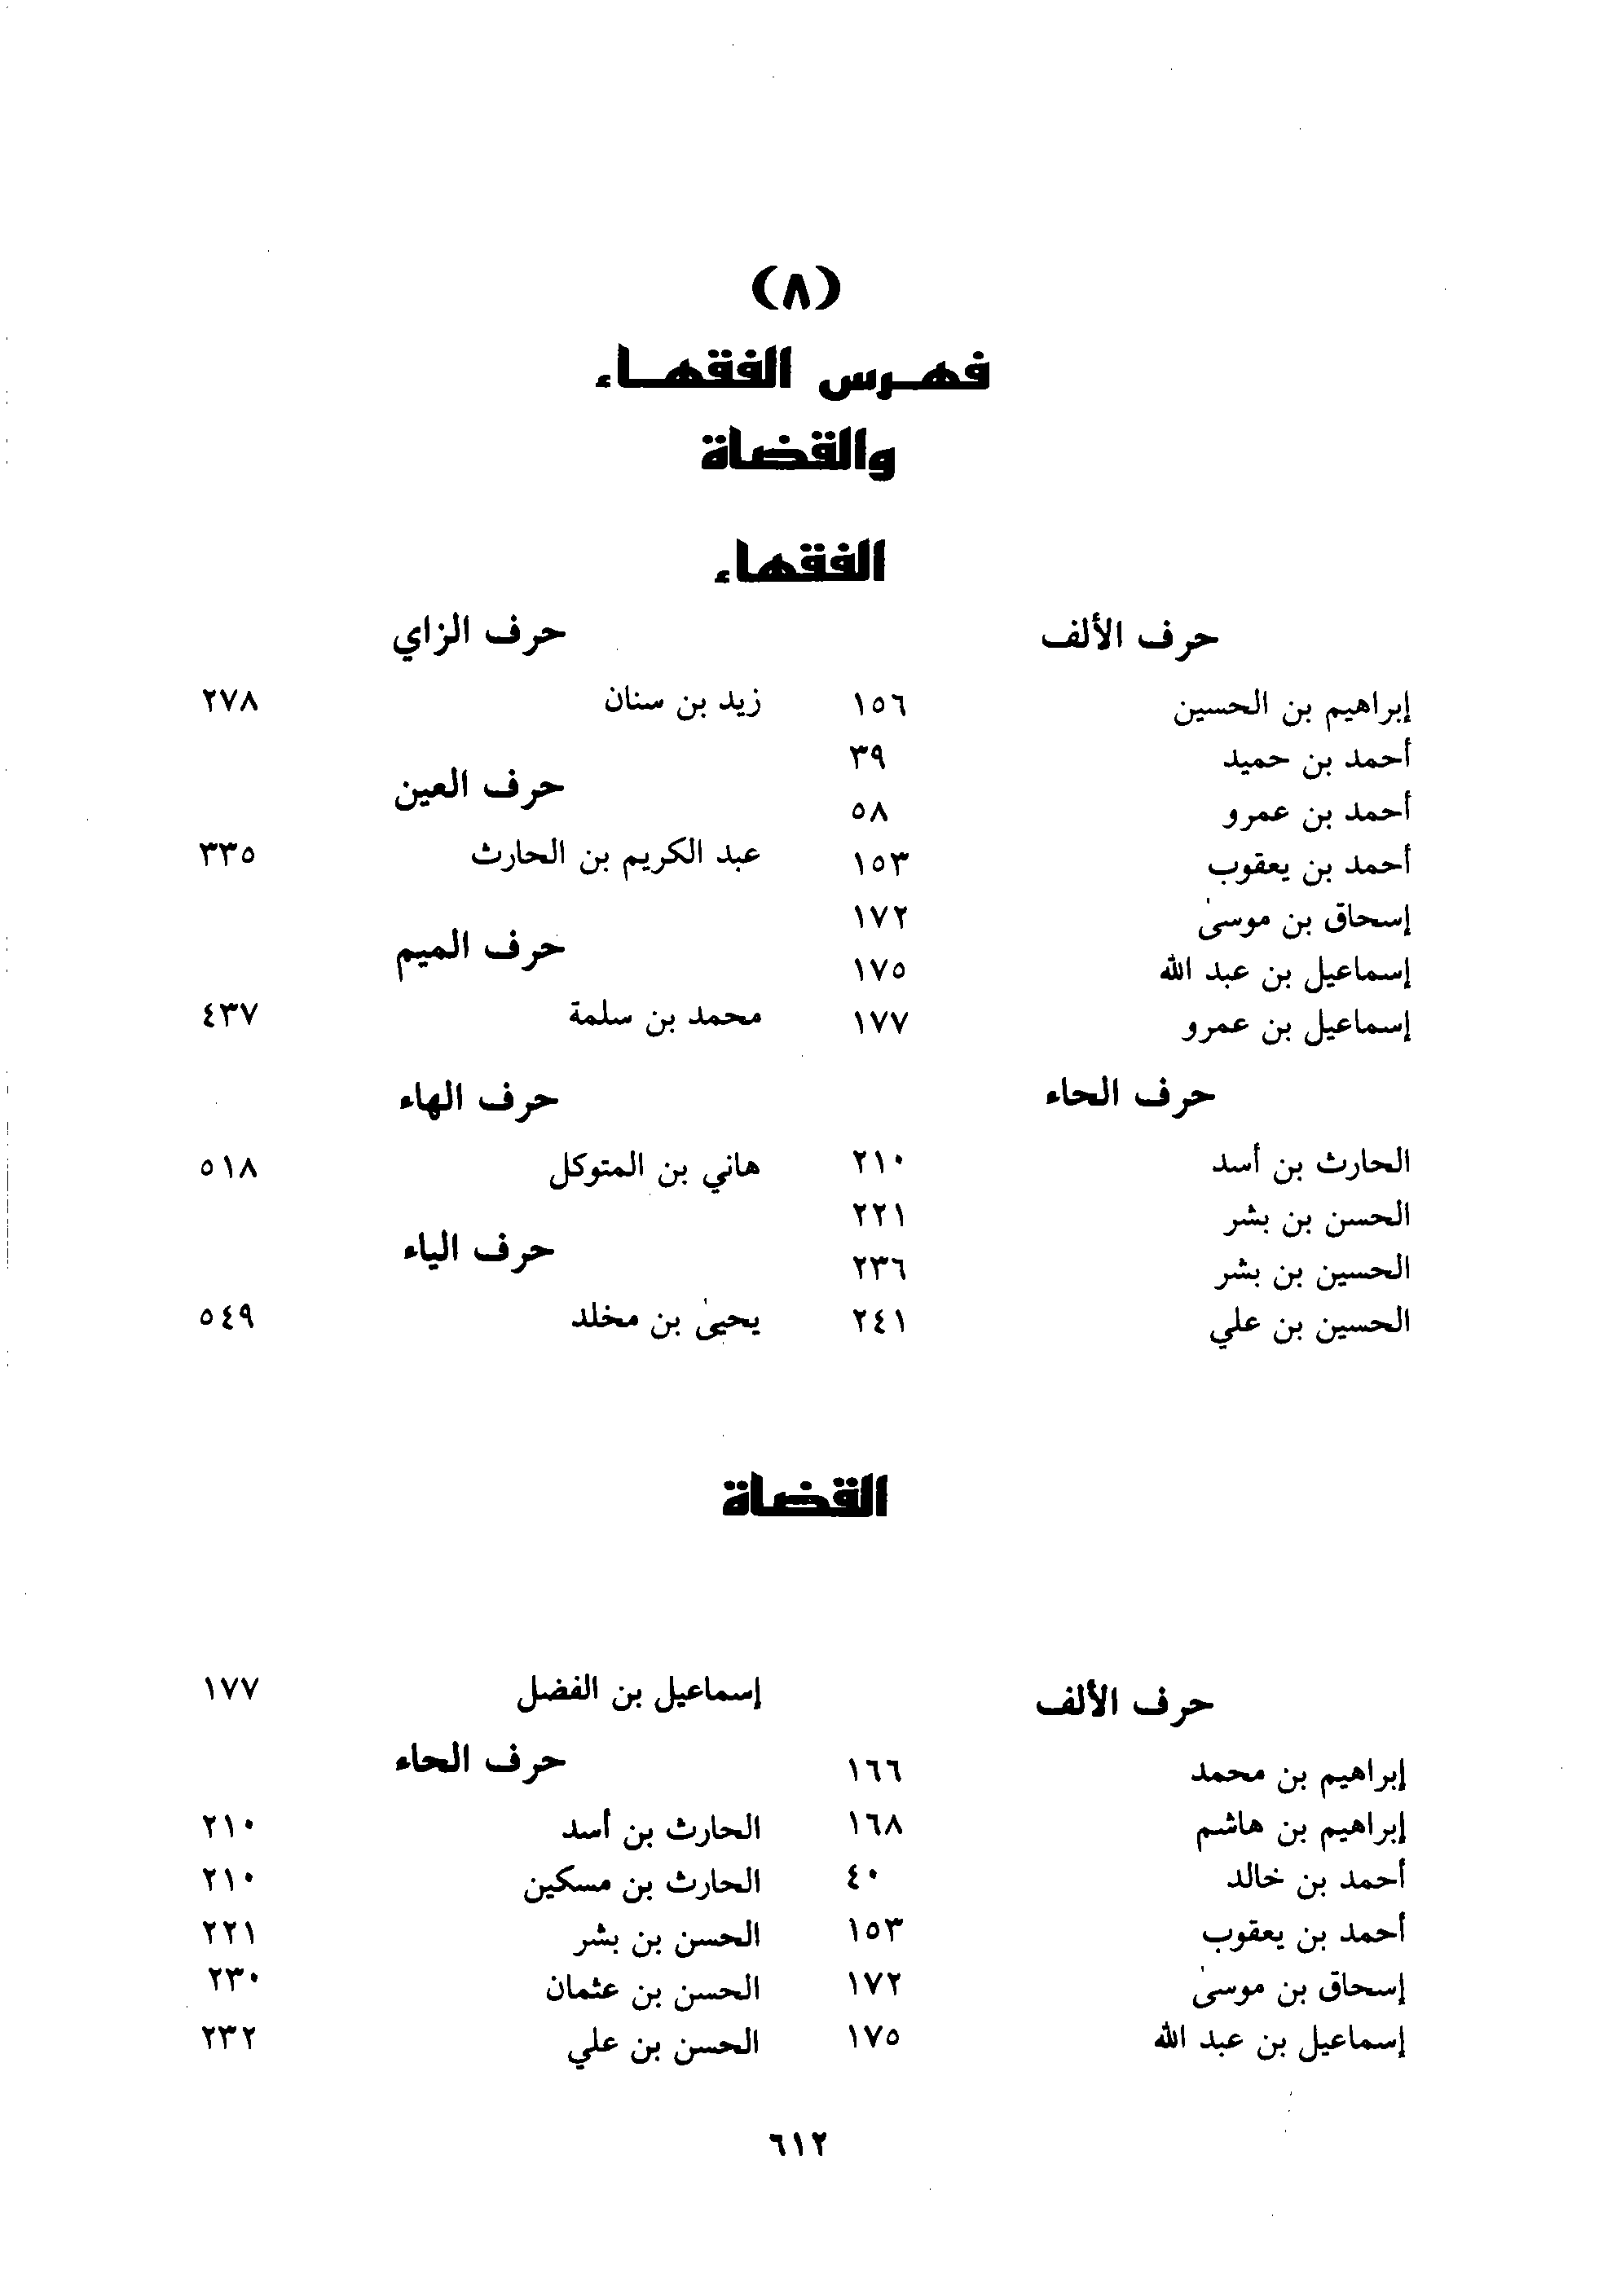 (٨)
فهرس الفقهاء
والقضاة
الفقهاء
حرف الألف
إبراهيم بن الحسين ١٥٦
أحمد بن حميد ٣٩
أحمد بن عمرو ٥٨
أحمد بن يعقوب ١٥٣
إسحاق بن موسىٰ ١٧٢
إسماعيل بن عبد الله ١٧٥
إسماعيل بن عمرو ١٧٧
حرف الحاء
الحارث بن أسد ٢١٠
الحسن بن بشر ٢٢١
الحسين بن بشر ٢٣٦
الحسين بن علي ٢٤١
حرف الزاي
زيد بن سنان ٢٧٨
حرف العين
عبد الكريم بن الحارث ٣٣٥
حرف الميم
محمد بن سلمة ٤٣٧
حرف الهاء
هاني بن المتوكل ٥١٨
حرف الياء
يحيىٰ بن مخلد ٥٤٩
القضاة
حرف الألف
إبراهيم بن محمد ١٦٦
إبراهيم بن هاشم ١٦٨
أحمد بن خالد ٤٠
أحمد بن يعقوب ١٥٣
إسحاق بن موسىٰ ١٧٢
إسماعيل بن عبد الله ١٧٥
إسماعيل بن الفضل ١٧٧
حرف الحاء
الحارث بن أسد ٢١٠
الحارث بن مسكين ٢١٠
الحسن بن بشر ٢٢١
الحسن بن عثمان ٢٣٠
الحسن بن علي ٢٣٢
٦١٢